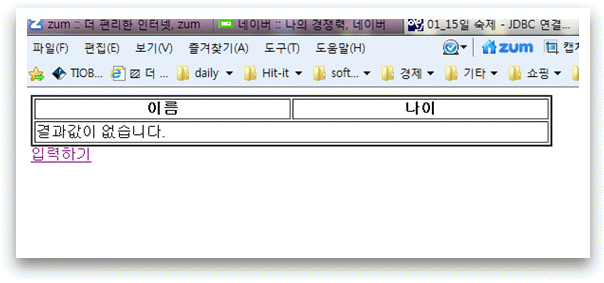 zum :: 더 편리한 인터넷, zum 네이버 :: 나의 경쟁력, 네이버 01_15일 숙제 - JDBC 연결...
파일(F) 편집(E) 보기(V) 즐겨찾기(A) 도구(T) 도움말(H) zum 캡처
TIOB... 더 ... daily Hit-it soft... 경제 기타 쇼핑
이름 나이
결과값이 없습니다.
입력하기